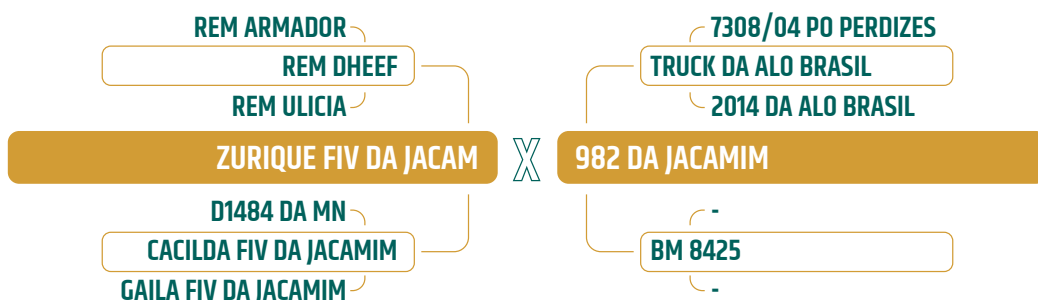 REM ARMADOR
REM DHEEF
REM ULICIA
ZURIQUE FIV DA JACAM
D1484 DA MN
CACILDA FIV DA JACAMIM
GAILA FIV DA JACAMIM
X
7308/04 PO PERDIZES
TRUCK DA ALO BRASIL
2014 DA ALO BRASIL
982 DA JACAMIM
-
BM 8425
-